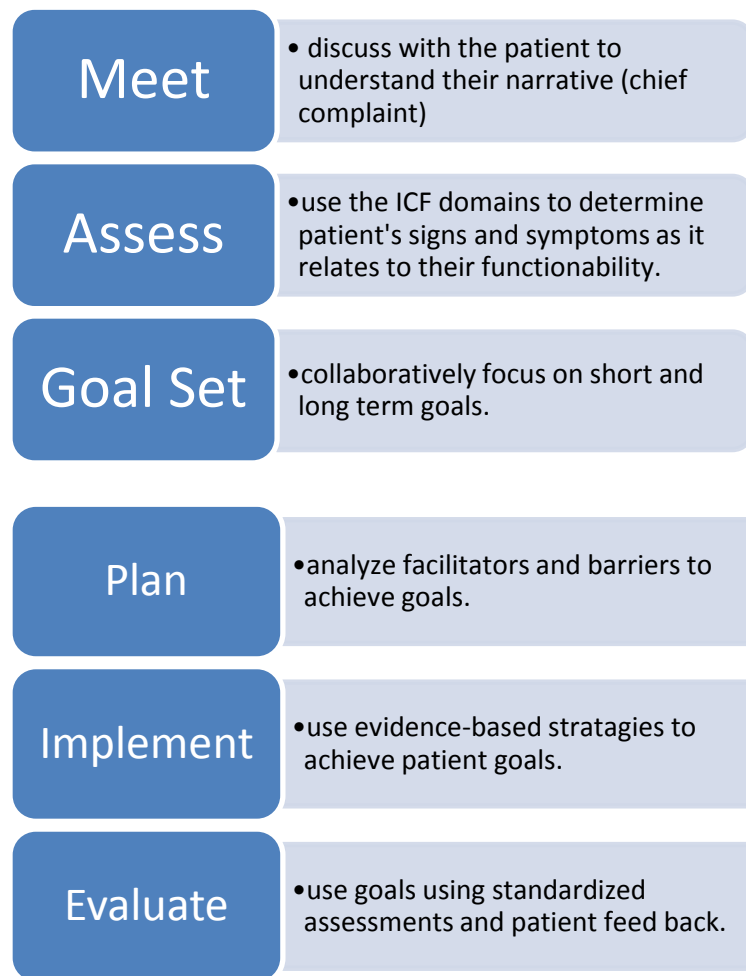 Meet
• discuss with the patient to
understand their narrative (chief
complaint)
Assess
•use the ICF domains to determine
patient's signs and symptoms as it
relates to their functionability.
Goal Set
•collaboratively focus on short and
long term goals.
Plan
•analyze facilitators and barriers to
achieve goals.
Implement
•use evidence-based stratagies to
achieve patient goals.
Evaluate
•use goals using standardized
assessments and patient feed back.